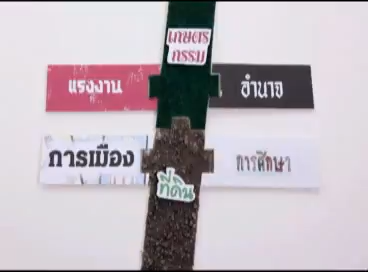 เกษตร
กรรม
แรงงาน
อำนาจ
การเมือง
การศึกษา
ที่ดิน